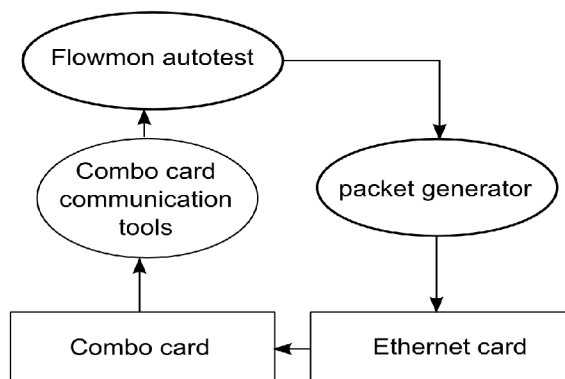 Flowmon autotest
Combo card
communication
tools
packet generator
Combo card
Ethernet card